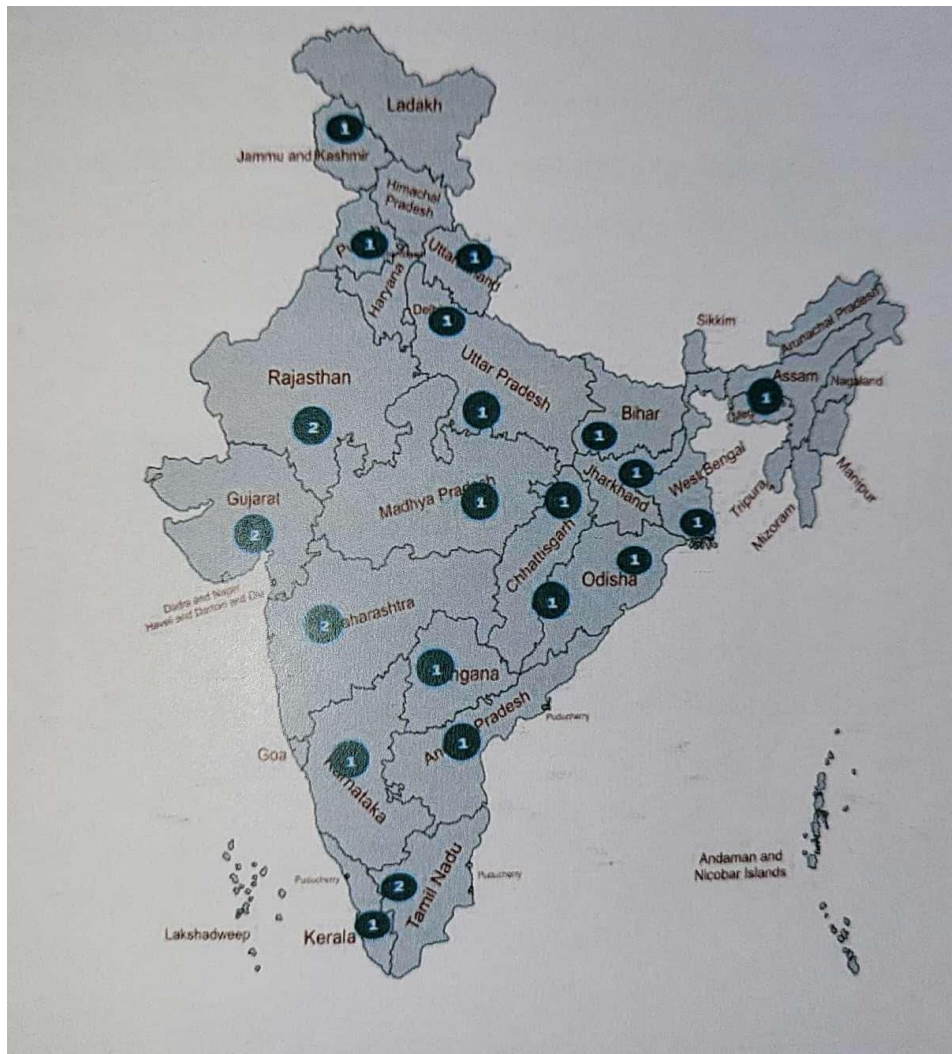 Ladakh
1
Jammu and Kashmir
Himachal
Pradesh
1
1
Haryana
1
Sikkim
Arunachal Pradesh
Uttar Pradesh
Rajasthan
Assam
Nagaland
1
1
Bihar
2
1
West Bengal
1
Jharkhand
Manipur
Tripura
Gujarat
Madhya Pradesh
1
1
Mizoram
1
2
Chhattisgarh
1
Odisha
Dadra and Nagar
Haveli and Daman and Diu
1
2
1
Pradesh
Puducherry
1
Goa
1
Puducherry
2
Tamil Nadu
Puducherry
Andaman and
Nicobar Islands
Lakshadweep
Kerala
1